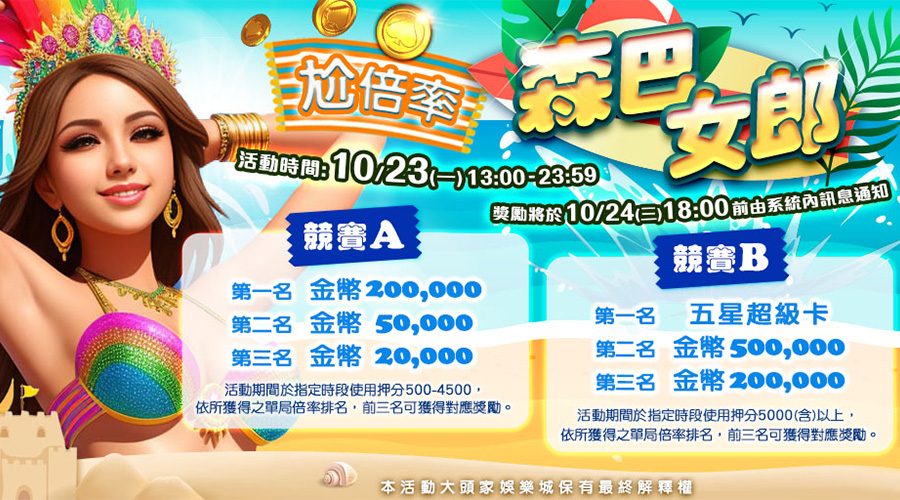 尬倍率
森巴女郎
活動時間:10/23(一)13:00-23:59
獎勵將於10/24(三)18:00前由系統內訊息通知
競賽A
第一名 金幣 200,000
第二名 金幣 50,000
第三名 金幣 20,000
活動期間於指定時段使用押分500-4500，
依所獲得之單局倍率排名，前三名可獲得對應獎勵。
競賽B
第一名 五星超級卡
第二名 金幣 500,000
第三名 金幣 200,000
活動期間於指定時段使用押分5000(含)以上，
依所獲得之單局倍率排名，前三名可獲得對應獎勵。
本活動大頭家娛樂城保有最終解釋權